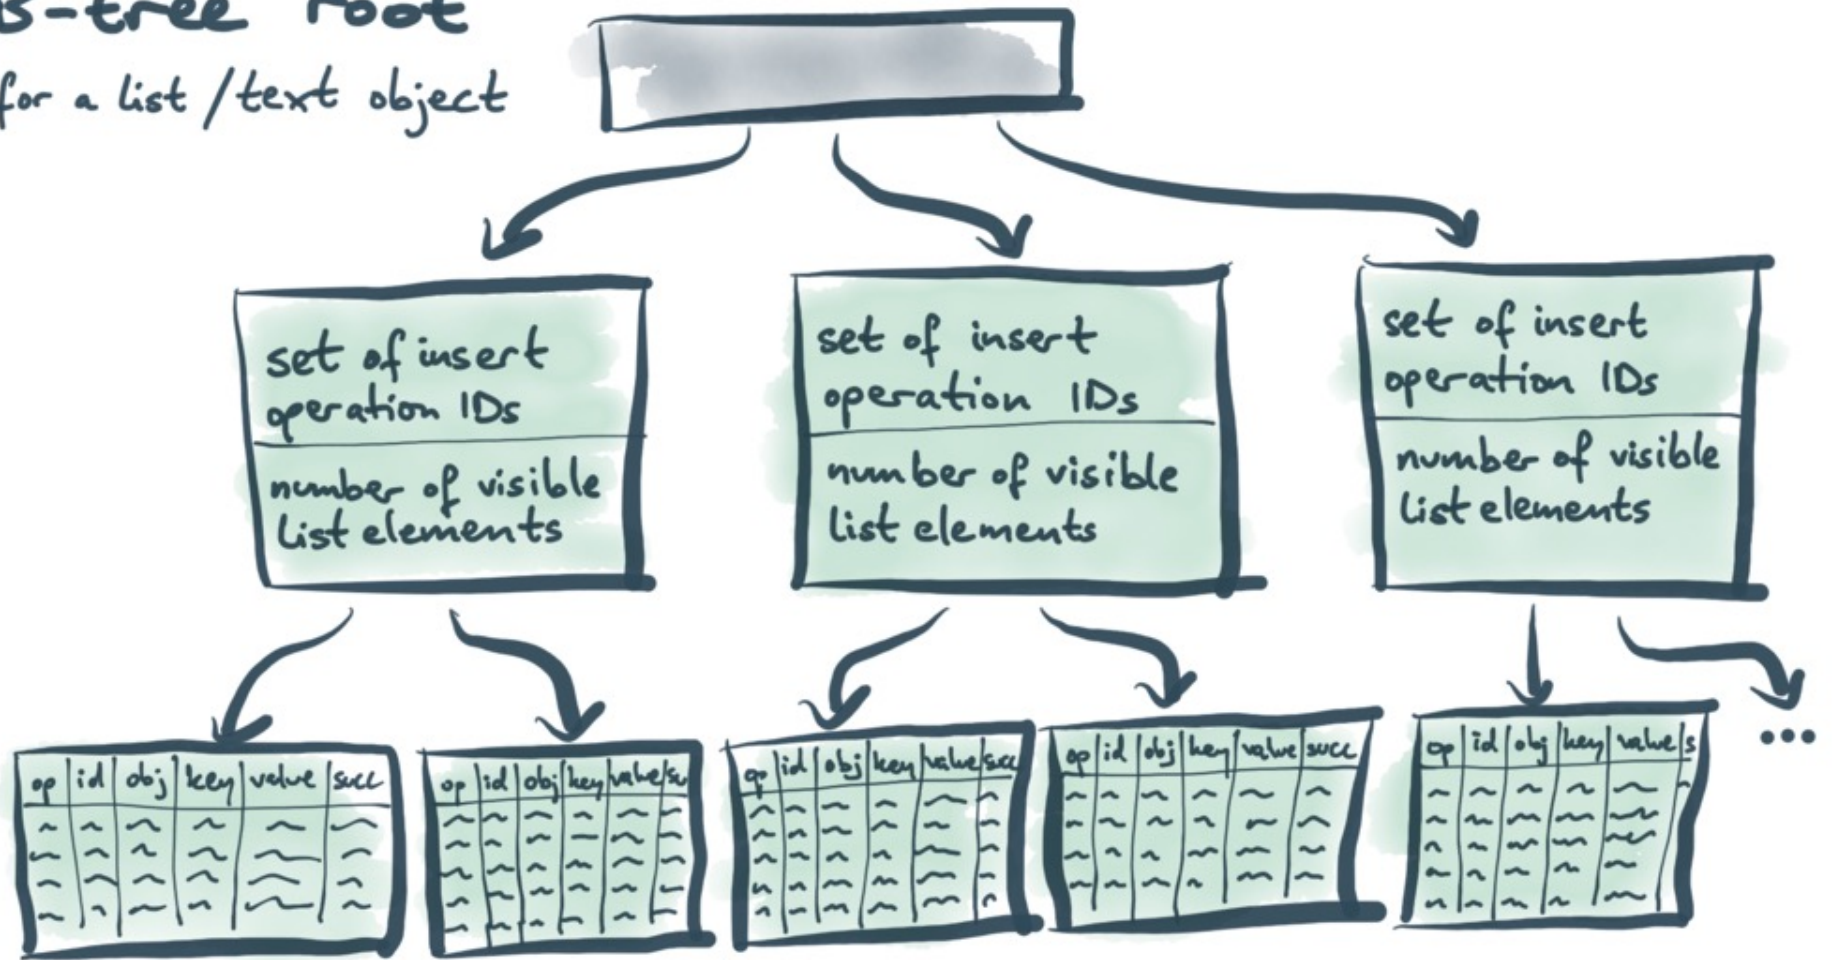 B-tree root
for a list /text object
set of insert
operation IDs
number of visible
list elements
set of insert
operation IDs
number of visible
list elements
set of insert
operation IDs
number of visible
list elements
op id obj key value succ
op id obj key value su
op id obj key value succ
op id obj key value succ
op id obj key value s
...